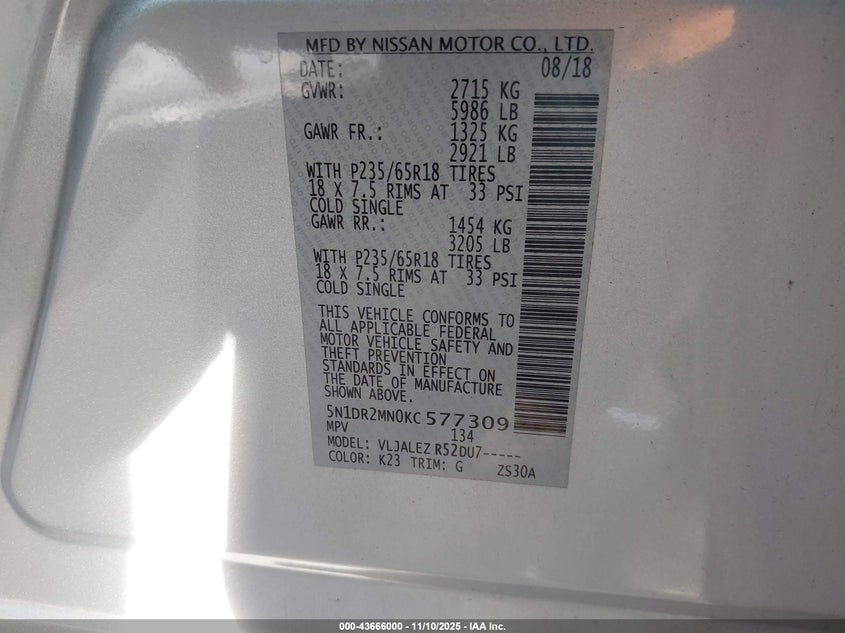 MFD BY NISSAN MOTOR CO., LTD.
DATE: 08/18
GVWR: 2715 KG
5986 LB
GAWR FR.: 1325 KG
2921 LB
WITH P235/65R18 TIRES
18 X 7.5 RIMS AT 33 PSI
COLD SINGLE
GAWR RR.: 1454 KG
3205 LB
WITH P235/65R18 TIRES
18 X 7.5 RIMS AT 33 PSI
COLD SINGLE
THIS VEHICLE CONFORMS TO
ALL APPLICABLE FEDERAL
MOTOR VEHICLE SAFETY AND
THEFT PREVENTION
STANDARDS IN EFFECT ON
THE DATE OF MANUFACTURE
SHOWN ABOVE.
5N1DR2MN0KC577309
MPV 134
MODEL: VLJALEZ R52DU7-----
COLOR: K23 TRIM: G ZS30A
000-43666000 - 11/10/2025 - IAA Inc.